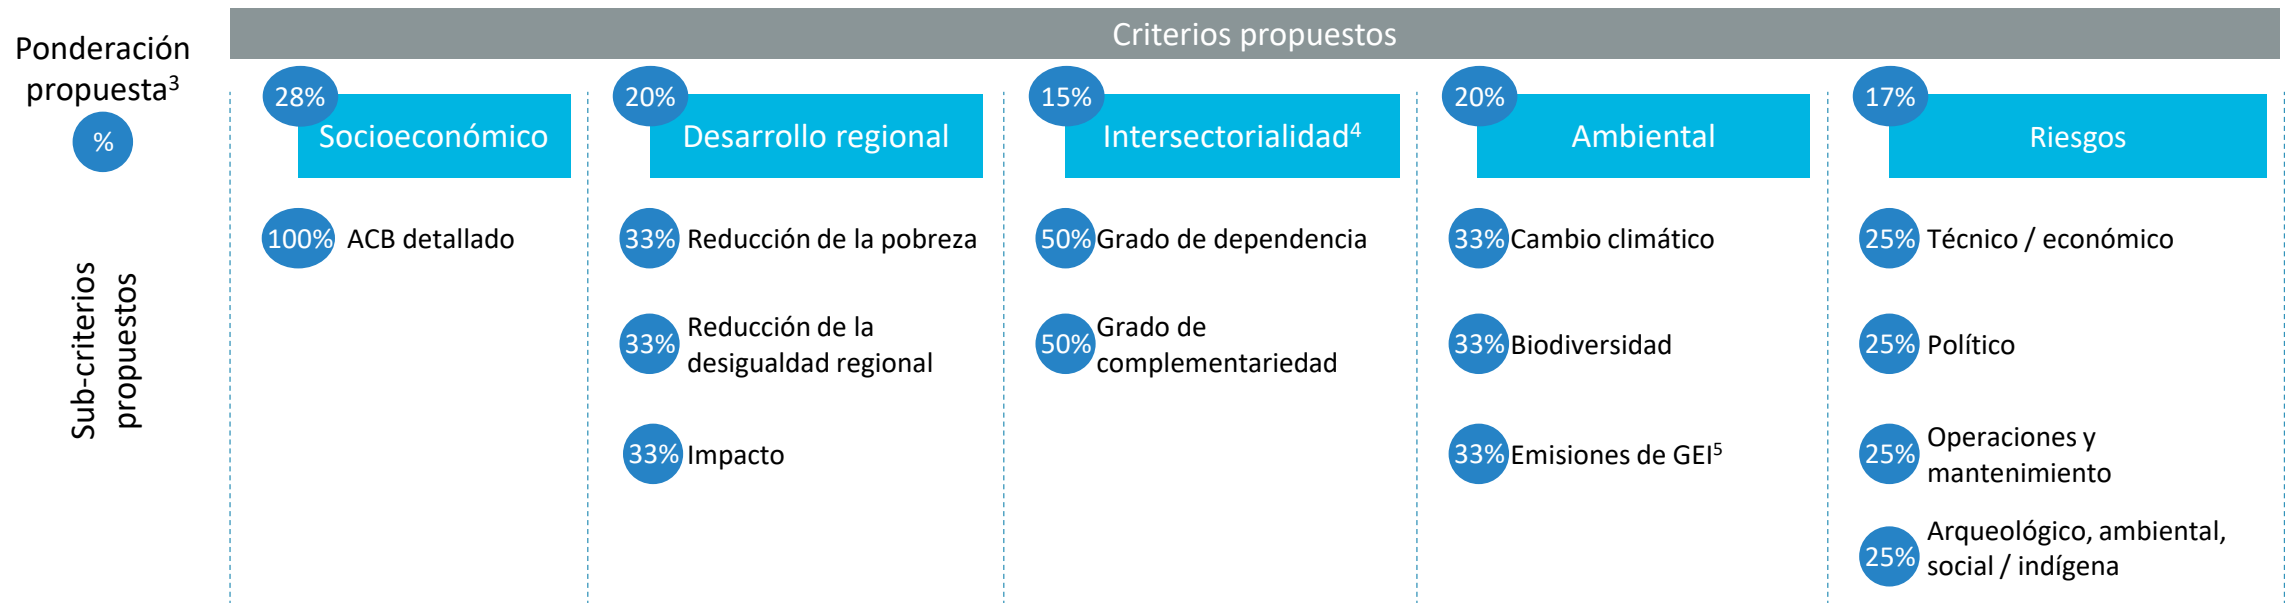 Criterios propuestos
Ponderación
propuesta³
%
28%
Socioeconómico
20%
Desarrollo regional
15%
Intersectorialidad⁴
20%
Ambiental
17%
Riesgos
Sub-criterios
propuestos
100% ACB detallado
33% Reducción de la pobreza
33% Reducción de la
desigualdad regional
33% Impacto
50% Grado de dependencia
50% Grado de
complementariedad
33% Cambio climático
33% Biodiversidad
33% Emisiones de GEI⁵
25% Técnico / económico
25% Político
25% Operaciones y
mantenimiento
25% Arqueológico, ambiental,
social / indígena